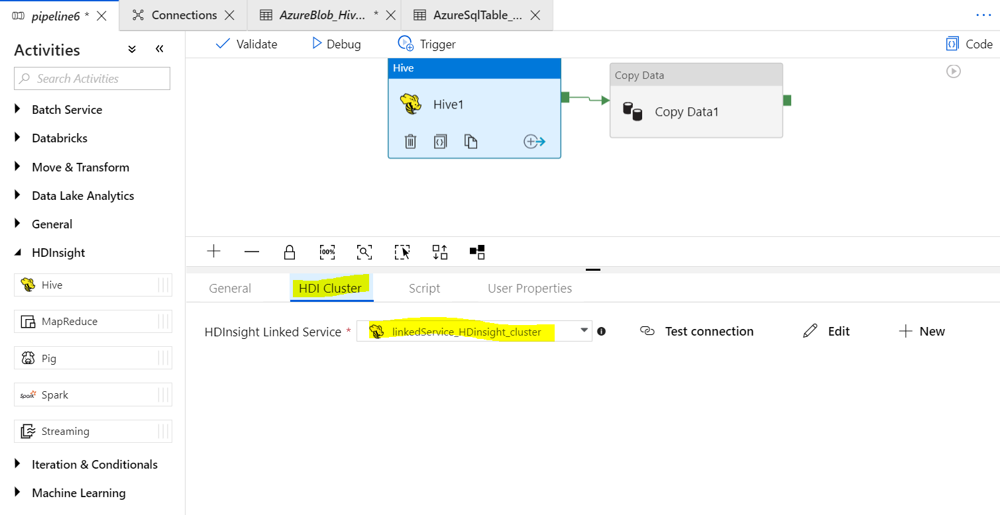 pipeline6 *
Connections
AzureBlob_Hiv... *
AzureSqlTable_...
Activities
Search Activities
Batch Service
Databricks
Move & Transform
Data Lake Analytics
General
HDInsight
Hive
MapReduce
Pig
Spark
Spark
Streaming
Iteration & Conditionals
Machine Learning
Validate
Debug
Trigger
Code
Hive
Hive1
Copy Data
Copy Data1
100%
General
HDI Cluster
Script
User Properties
HDInsight Linked Service *
linkedService_HDinsight_cluster
Test connection
Edit
New